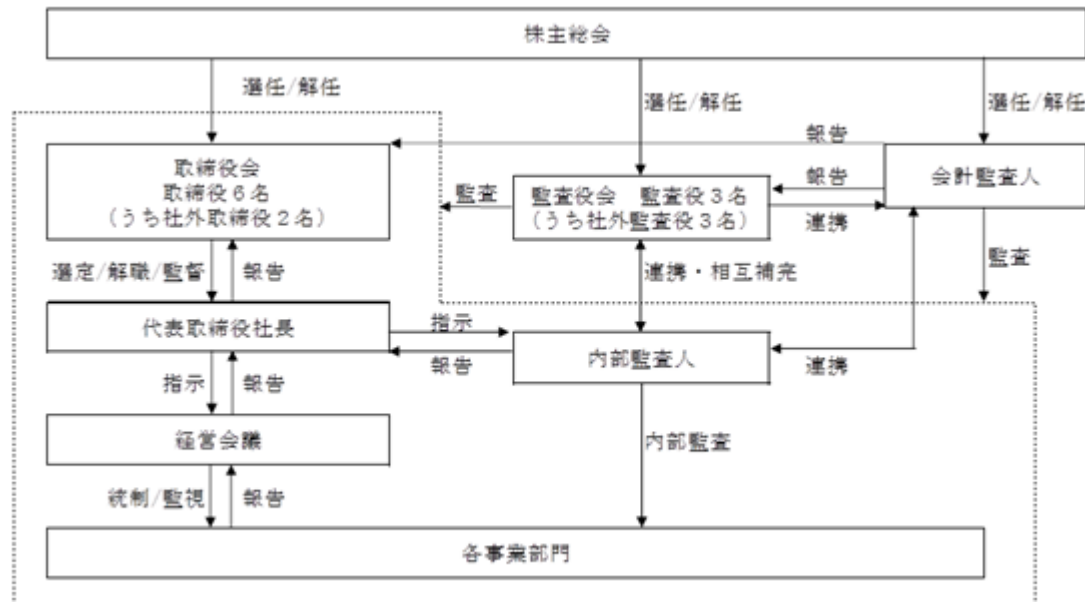 株主総会
選任/解任
選任/解任
選任/解任
報告
取締役会
取締役6名
(うち社外取締役2名)
監査
監査役会 監査役3名
(うち社外監査役3名)
報告
連携
会計監査人
選定/解職/監督
報告
連携・相互補完
監査
代表取締役社長
指示
報告
内部監査人
連携
指示
報告
経営会議
内部監査
統制/監視
報告
各事業部門